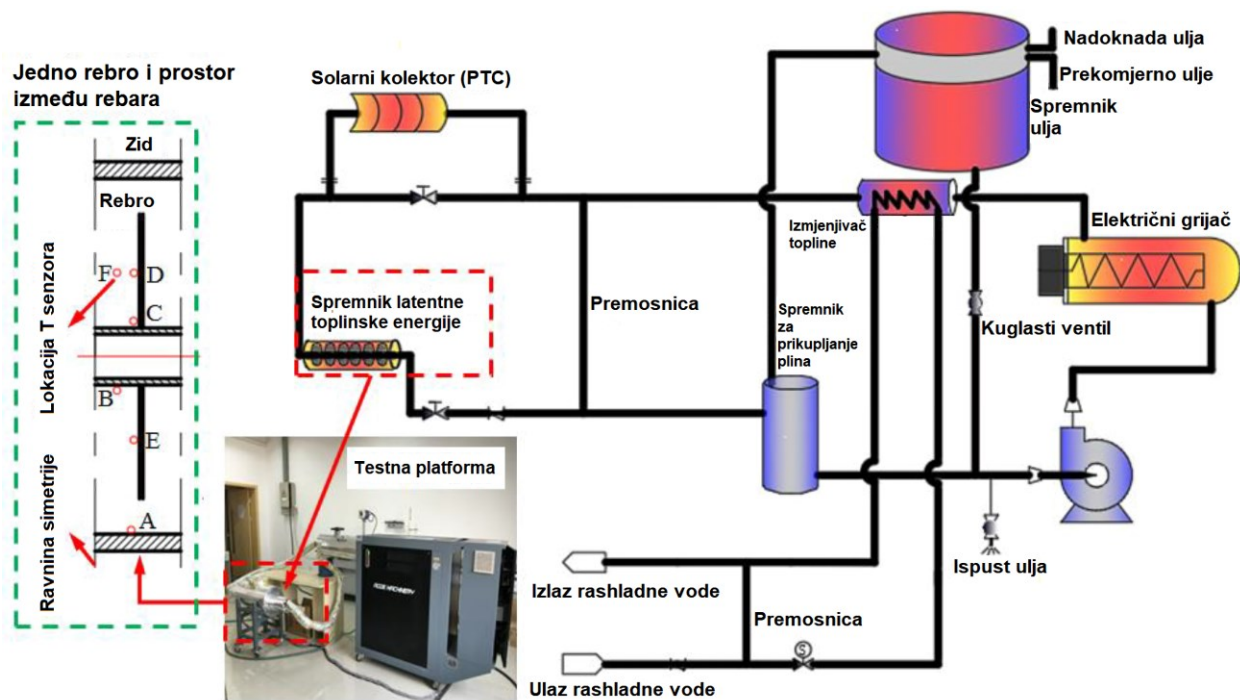 Jedno rebro i prostor
između rebara
Zid
Rebro
F
D
C
B
E
A
Lokacija T senzora
Ravnina simetrije
Solarni kolektor (PTC)
Spremnik latentne
toplinske energije
Testna platforma
Premosnica
Nadoknada ulja
Prekomjerno ulje
Spremnik
ulja
Izmjenjivač
topline
Električni grijač
Spremnik
za
prikupljanje
plina
Kuglasti ventil
Ispust ulja
Izlaz rashladne vode
Premosnica
S
Ulaz rashladne vode